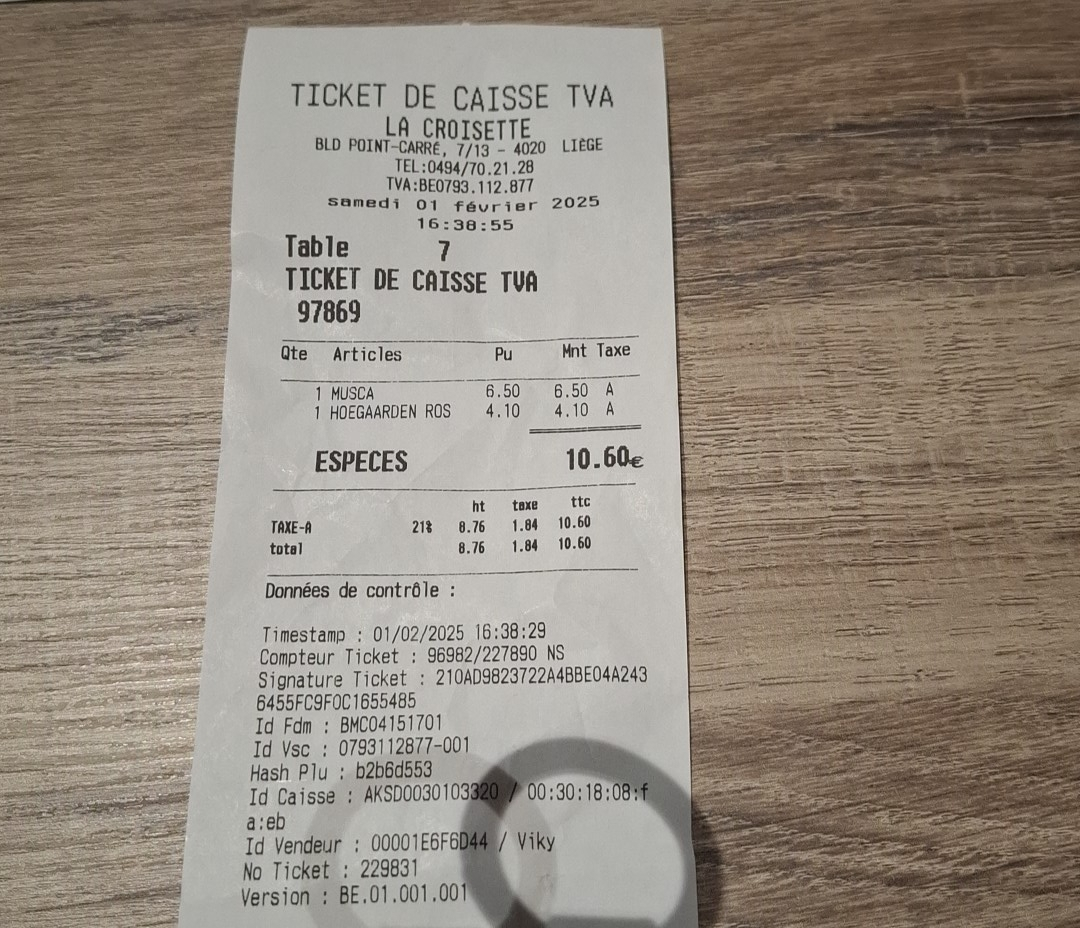 TICKET DE CAISSE TVA
LA CROISETTE
BLD POINT-CARRÉ, 7/13 - 4020 LIÈGE
TEL:0494/70.21.28
TVA:BE0793.112.877
samedi 01 février 2025
16:38:55
Table 7
TICKET DE CAISSE TVA
97869
Qte Articles Pu Mnt Taxe
1 MUSCA 6.50 6.50 A
1 HOEGAARDEN ROS 4.10 4.10 A
ESPECES 10.60€
ht taxe ttc
TAXE-A 21% 8.76 1.84 10.60
total 8.76 1.84 10.60
Données de contrôle :
Timestamp : 01/02/2025 16:38:29
Compteur Ticket : 96982/227890 NS
Signature Ticket : 210AD9823722A4BBE04A243
6455FC9F0C1655485
Id Fdm : BMC04151701
Id Vsc : 0793112877-001
Hash Plu : b2b6d553
Id Caisse : AKSD0030103320 / 00:30:18:08:f
a:eb
Id Vendeur : 00001E6F6D44 / Viky
No Ticket : 229831
Version : BE.01.001.001